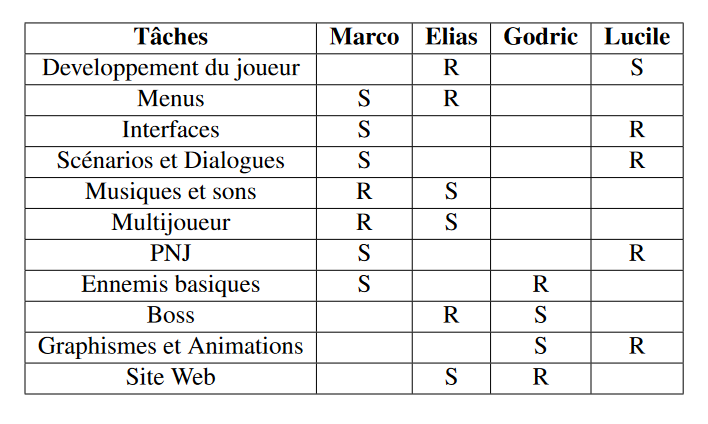 Tâches Marco Elias Godric Lucile
Developpement du joueur R S
Menus S R
Interfaces S R
Scénarios et Dialogues S R
Musiques et sons R S
Multijoueur R S
PNJ S R
Ennemis basiques S R
Boss R S
Graphismes et Animations S R
Site Web S R